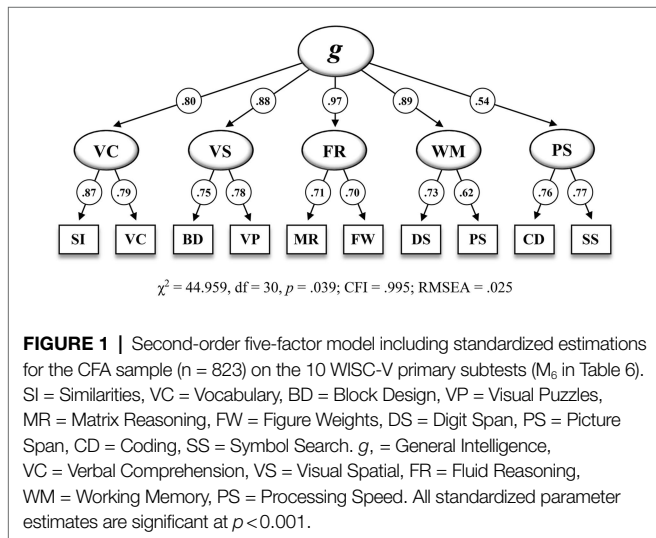 g
.80 .88 .97 .89 .54
VC VS FR WM PS
.87 .79 .75 .78 .71 .70 .73 .62 .76 .77
SI VC BD VP MR FW DS PS CD SS
χ² = 44.959, df = 30, p = .039; CFI = .995; RMSEA = .025
FIGURE 1 | Second-order five-factor model including standardized estimations
for the CFA sample (n = 823) on the 10 WISC-V primary subtests (M₆ in Table 6).
SI = Similarities, VC = Vocabulary, BD = Block Design, VP = Visual Puzzles,
MR = Matrix Reasoning, FW = Figure Weights, DS = Digit Span, PS = Picture
Span, CD = Coding, SS = Symbol Search. g, = General Intelligence,
VC = Verbal Comprehension, VS = Visual Spatial, FR = Fluid Reasoning,
WM = Working Memory, PS = Processing Speed. All standardized parameter
estimates are significant at p < 0.001.